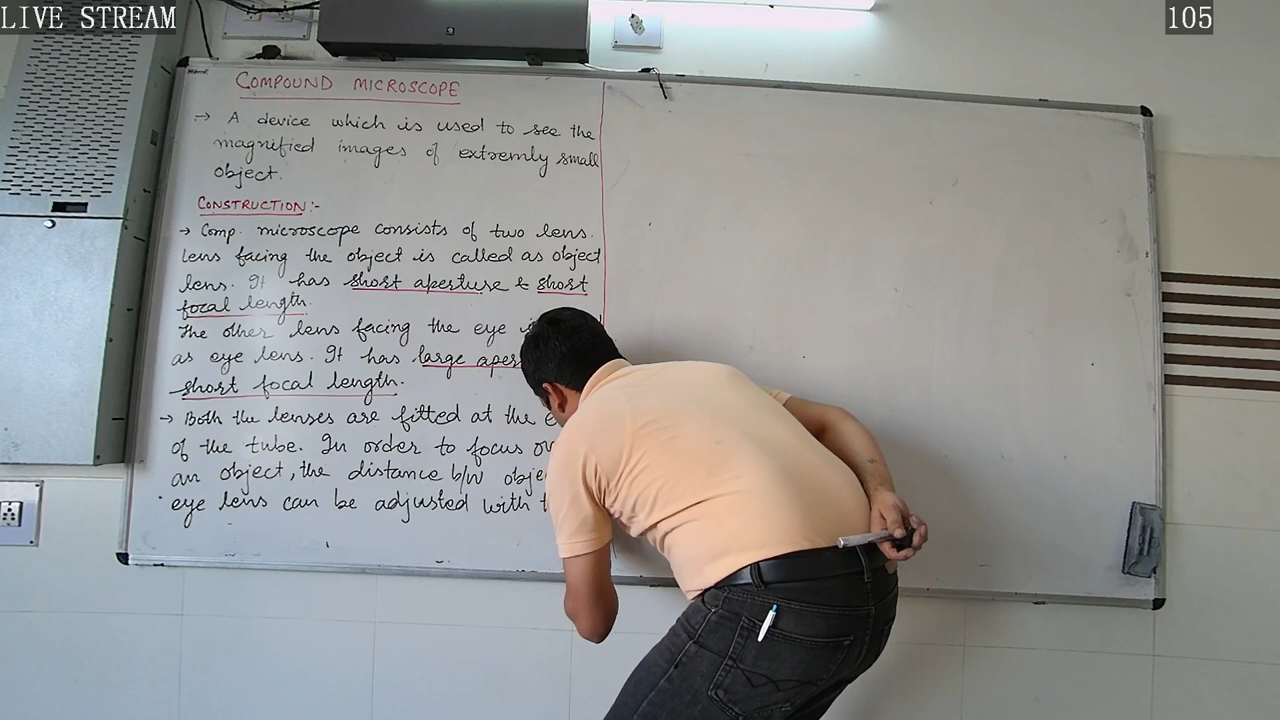 LIVE STREAM
105
COMPOUND MICROSCOPE
→ A device which is used to see the
magnified images of extremly small
object.
CONSTRUCTION :-
→ Comp. microscope consists of two lens.
Lens facing the object is called as object
lens. It has short aperture & short
focal length.
The other lens facing the eye
as eye lens. It has large
short focal length.
→ Both the lenses are fitted at the
of the tube. In order to focus
an object, the distance b/w
eye lens can be adjusted with